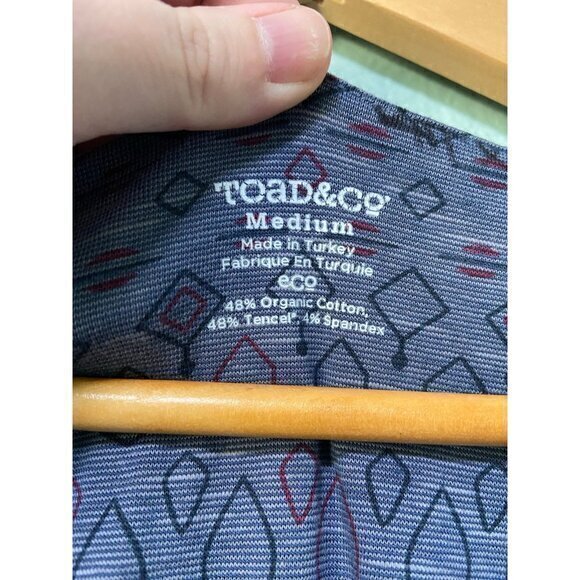 TOAD&CO
Medium
Made in Turkey
Fabrique En Turquie
eco
48% Organic Cotton,
48% Tencel®, 4% Spandex